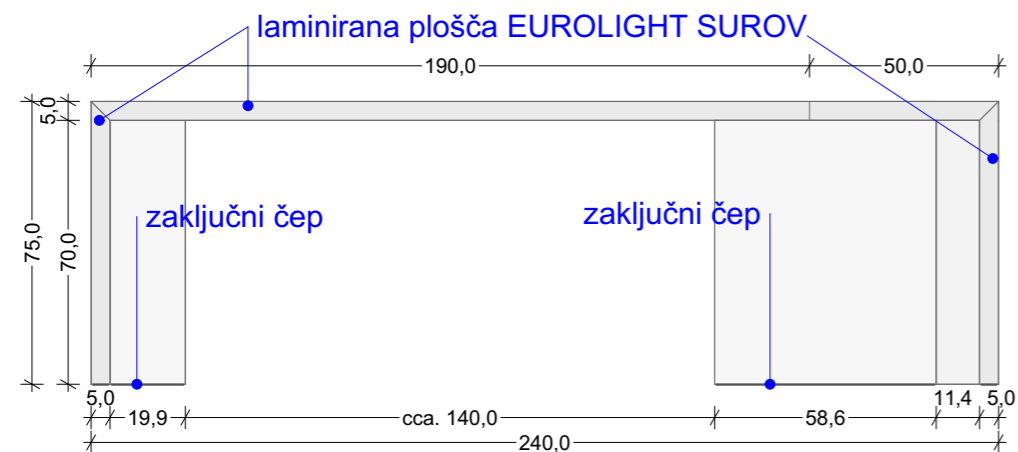 laminirana plošča EUROLIGHT SUROV
190,0
50,0
5,0
75,0
70,0
zaključni čep
zaključni čep
5,0
19,9
cca. 140,0
58,6
11,4
5,0
240,0